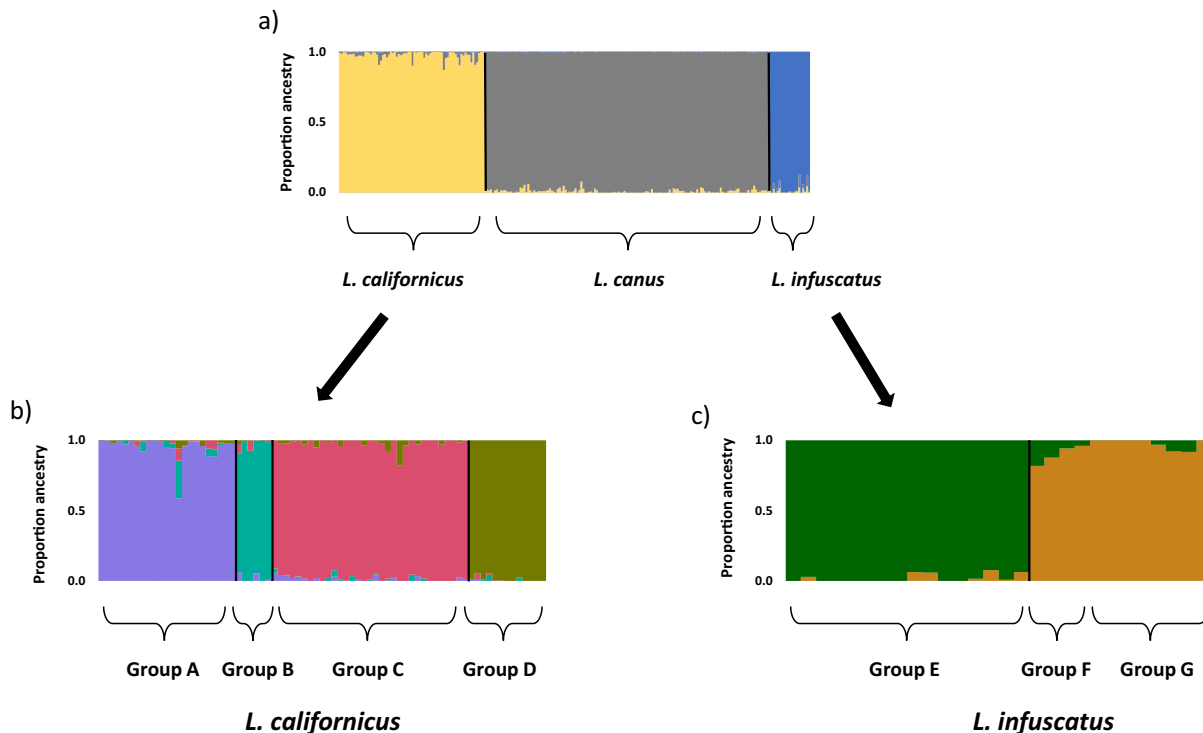 a)
Proportion ancestry
1.0
0.5
0.0
L. californicus L. canus L. infuscatus
b)
Proportion ancestry
1.0
0.5
0.0
Group A Group B Group C Group D
L. californicus
c)
Proportion ancestry
1.0
0.5
0.0
Group E Group F Group G
L. infuscatus